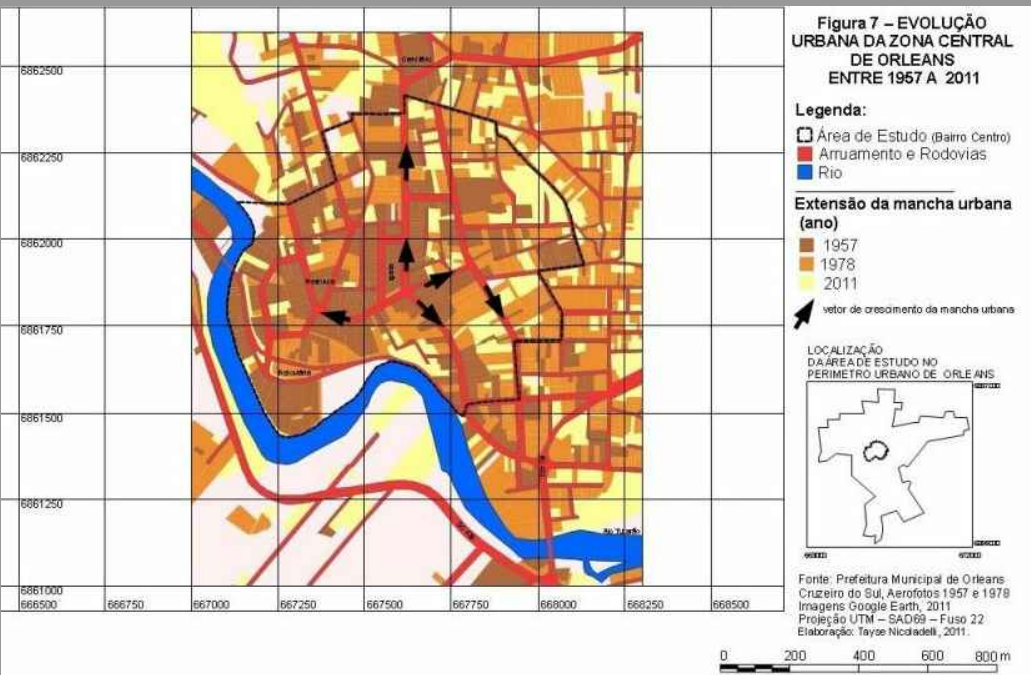 Figura 7 – EVOLUÇÃO
URBANA DA ZONA CENTRAL
DE ORLEANS
ENTRE 1957 A 2011
Legenda:
Área de Estudo (Bairro Centro)
Arruamento e Rodovias
Rio
Extensão da mancha urbana
(ano)
1957
1978
2011
vetor de crescimento da mancha urbana
LOCALIZAÇÃO
DA ÁREA DE ESTUDO NO
PERIMETRO URBANO DE ORLEANS
Fonte: Prefeitura Municipal de Orleans
Cruzeiro do Sul, Aerofotos 1957 e 1978
Imagens Google Earth, 2011
Projeção UTM – SAD69 – Fuso 22
Elaboração: Tayse Nicoladelli, 2011.
0 200 400 600 800 m
6862500
6862250
6862000
6861750
6861500
6861250
6861000
666500 666750 667000 667250 667500 667750 668000 668250 668500
Rio Tubarão